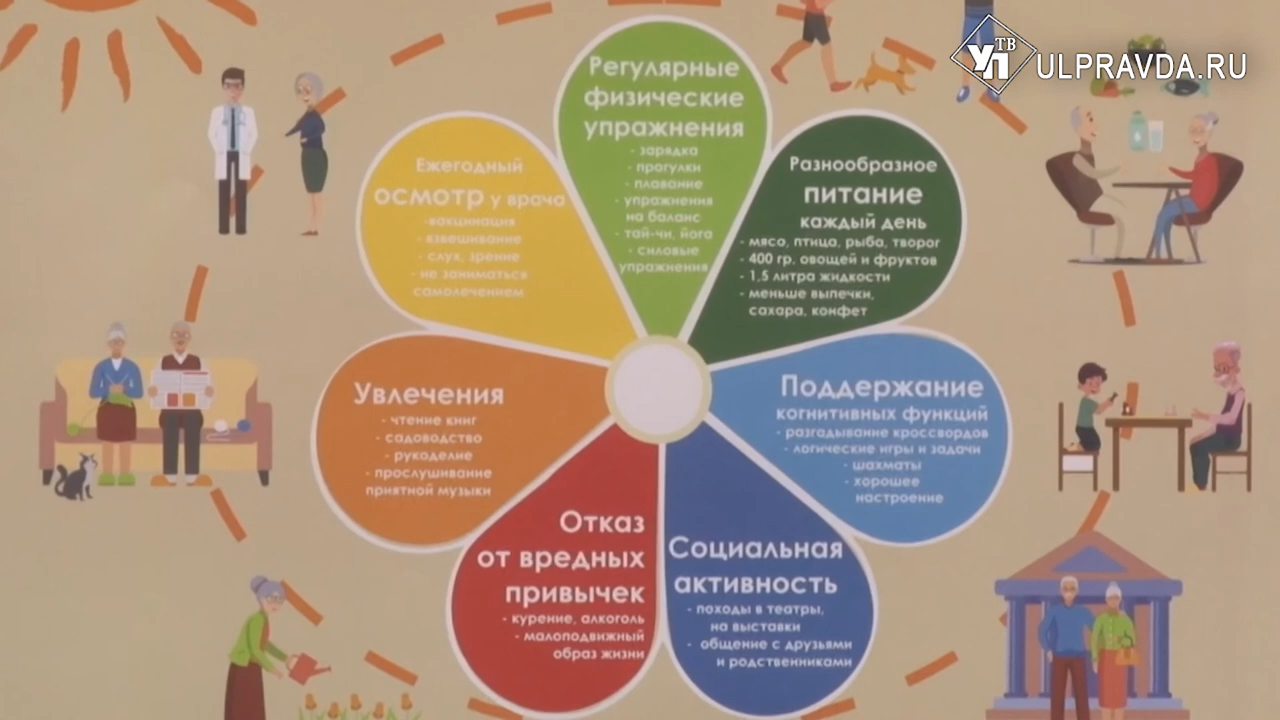 УП ТВ ULPRAVDA.RU
Регулярные
физические
упражнения
- зарядка
- прогулки
- плавание
- упражнения
на баланс
- тай-чи, йога
- силовые
упражнения
Разнообразное
питание
каждый день
- мясо, птица, рыба, творог
- 400 гр. овощей и фруктов
- 1,5 литра жидкости
- меньше выпечки,
сахара, конфет
Поддержание
когнитивных функций
- разгадывание кроссвордов
- логические игры и задачи
- шахматы
- хорошее
настроение
Социальная
активность
- походы в театры,
на выставки
- общение с друзьями
и родственниками
Отказ
от вредных
привычек
- курение, алкоголь
- малоподвижный
образ жизни
Увлечения
- чтение книг
- садоводство
- рукоделие
- прослушивание
приятной музыки
Ежегодный
осмотр у врача
-вакцинация
- взвешивание
- слух, зрение
- не заниматься
самолечением